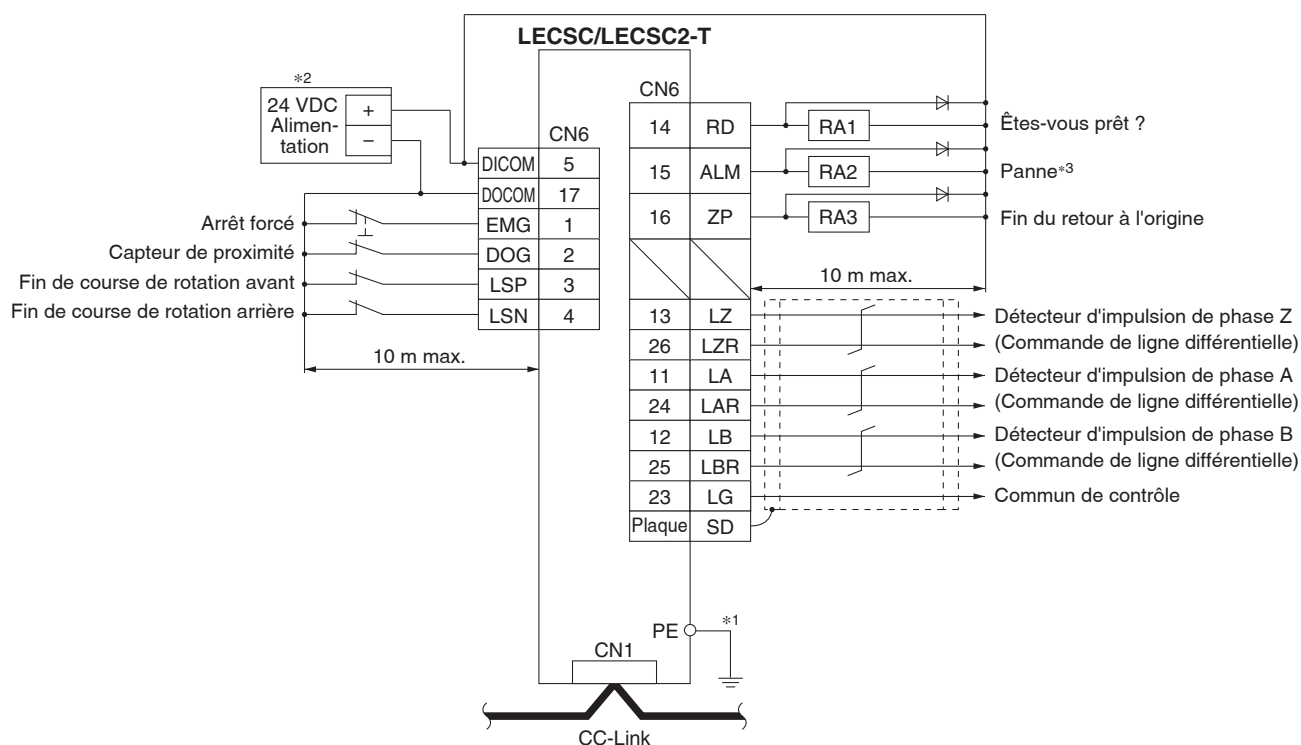 LECSC/LECSC2-T
*2
24 VDC
Alimen-
tation
+
−
CN6
DICOM 5
DOCOM 17
EMG 1
DOG 2
LSP 3
LSN 4
Arrêt forcé
Capteur de proximité
Fin de course de rotation avant
Fin de course de rotation arrière
10 m max.
CN6
14 RD RA1 Êtes-vous prêt ?
15 ALM RA2 Panne*3
16 ZP RA3 Fin du retour à l'origine
10 m max.
13 LZ Détecteur d'impulsion de phase Z
26 LZR (Commande de ligne différentielle)
11 LA Détecteur d'impulsion de phase A
24 LAR (Commande de ligne différentielle)
12 LB Détecteur d'impulsion de phase B
25 LBR (Commande de ligne différentielle)
23 LG Commun de contrôle
Plaque SD
PE *1
CN1
CC-Link